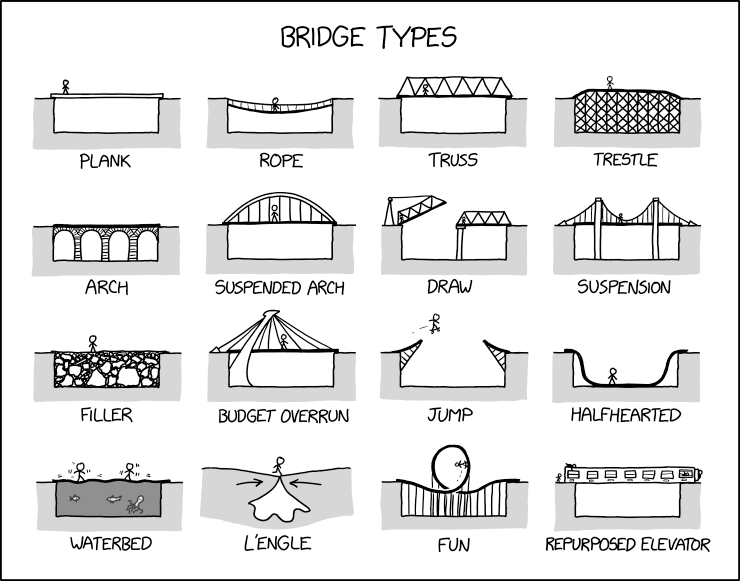 BRIDGE TYPES
PLANK
ROPE
TRUSS
TRESTLE
ARCH
SUSPENDED ARCH
DRAW
SUSPENSION
FILLER
BUDGET OVERRUN
JUMP
HALFHEARTED
WATERBED
L'ENGLE
FUN
REPURPOSED ELEVATOR